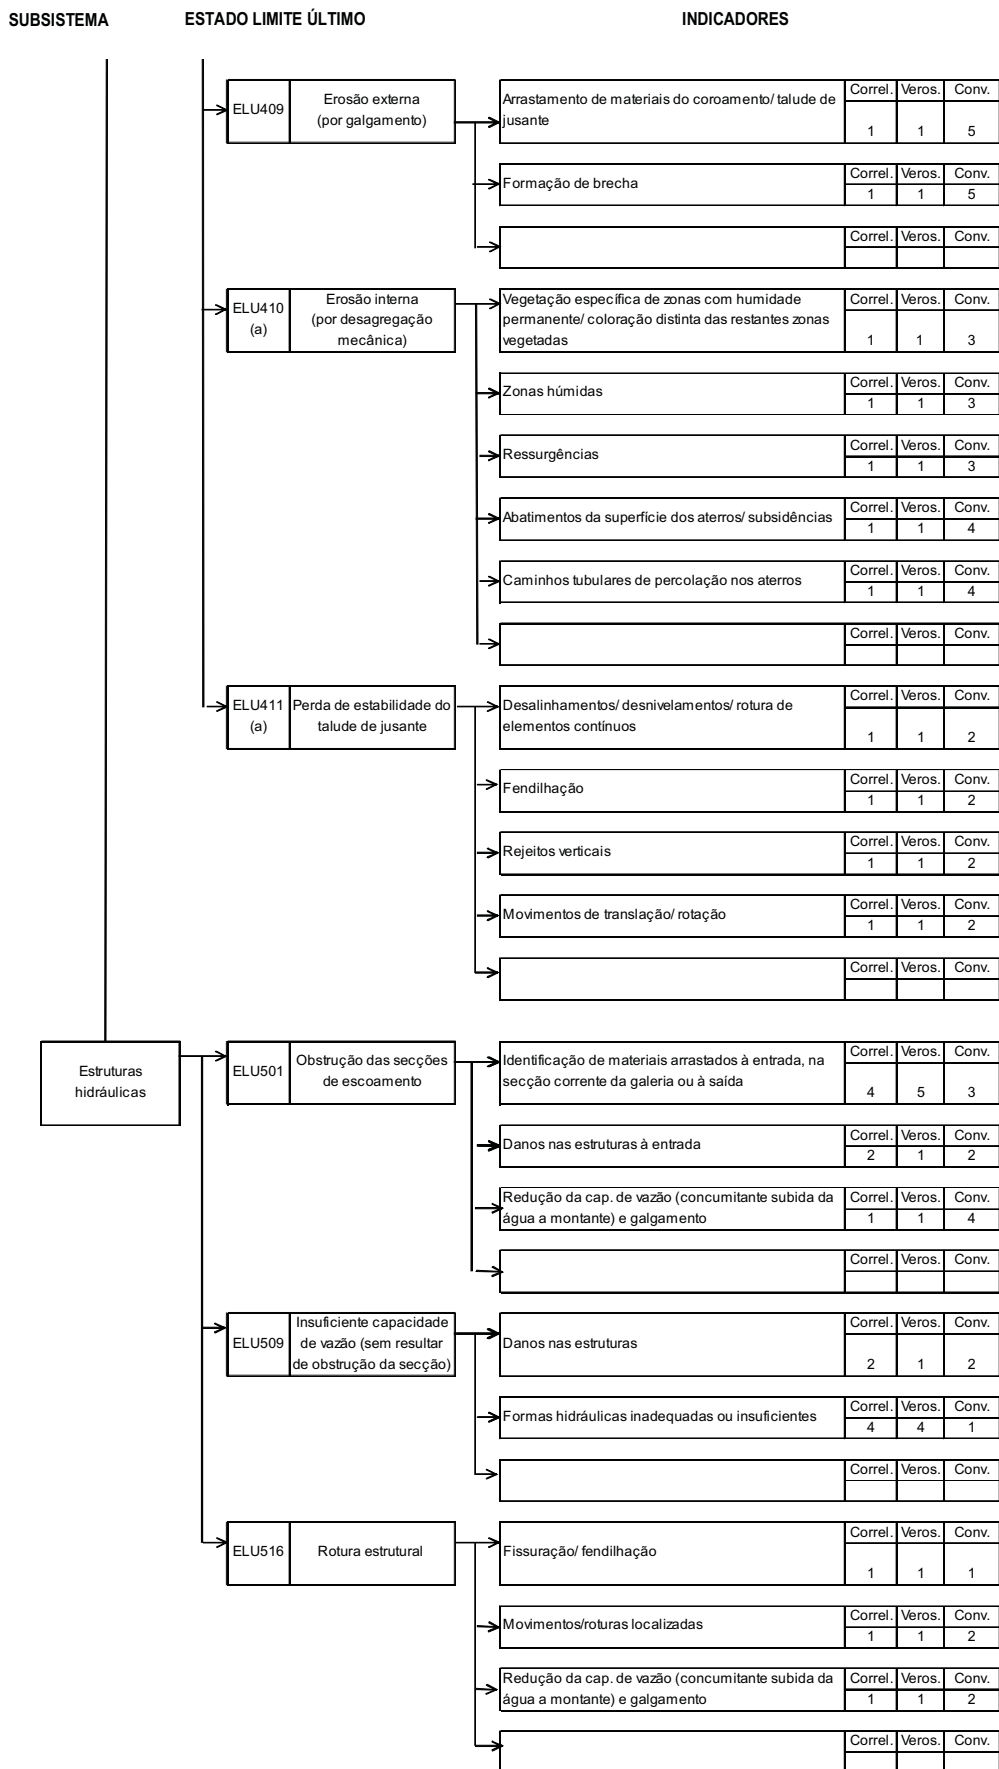 SUBSISTEMA ESTADO LIMITE ÚLTIMO INDICADORES
ELU409
Erosão externa
(por galgamento)
Arrastamento de materiais do coroamento/ talude de
jusante
Correl. Veros. Conv.
1 1 5
Formação de brecha
Correl. Veros. Conv.
1 1 5
Correl. Veros. Conv.
ELU410
(a)
Erosão interna
(por desagregação
mecânica)
Vegetação específica de zonas com humidade
permanente/ coloração distinta das restantes zonas
vegetadas
Correl. Veros. Conv.
1 1 3
Zonas húmidas
Correl. Veros. Conv.
1 1 3
Ressurgências
Correl. Veros. Conv.
1 1 3
Abatimentos da superfície dos aterros/ subsidências
Correl. Veros. Conv.
1 1 4
Caminhos tubulares de percolação nos aterros
Correl. Veros. Conv.
1 1 4
Correl. Veros. Conv.
ELU411
(a)
Perda de estabilidade do
talude de jusante
Desalinhamentos/ desnivelamentos/ rotura de
elementos contínuos
Correl. Veros. Conv.
1 1 2
Fendilhação
Correl. Veros. Conv.
1 1 2
Rejeitos verticais
Correl. Veros. Conv.
1 1 2
Movimentos de translação/ rotação
Correl. Veros. Conv.
1 1 2
Correl. Veros. Conv.
Estruturas
hidráulicas
ELU501
Obstrução das secções
de escoamento
Identificação de materiais arrastados à entrada, na
secção corrente da galeria ou à saída
Correl. Veros. Conv.
4 5 3
Danos nas estruturas à entrada
Correl. Veros. Conv.
2 1 2
Redução da cap. de vazão (concumitante subida da
água a montante) e galgamento
Correl. Veros. Conv.
1 1 4
Correl. Veros. Conv.
ELU509
Insuficiente capacidade
de vazão (sem resultar
de obstrução da secção)
Danos nas estruturas
Correl. Veros. Conv.
2 1 2
Formas hidráulicas inadequadas ou insuficientes
Correl. Veros. Conv.
4 4 1
Correl. Veros. Conv.
ELU516
Rotura estrutural
Fissuração/ fendilhação
Correl. Veros. Conv.
1 1 1
Movimentos/roturas localizadas
Correl. Veros. Conv.
1 1 2
Redução da cap. de vazão (concumitante subida da
água a montante) e galgamento
Correl. Veros. Conv.
1 1 2
Correl. Veros. Conv.